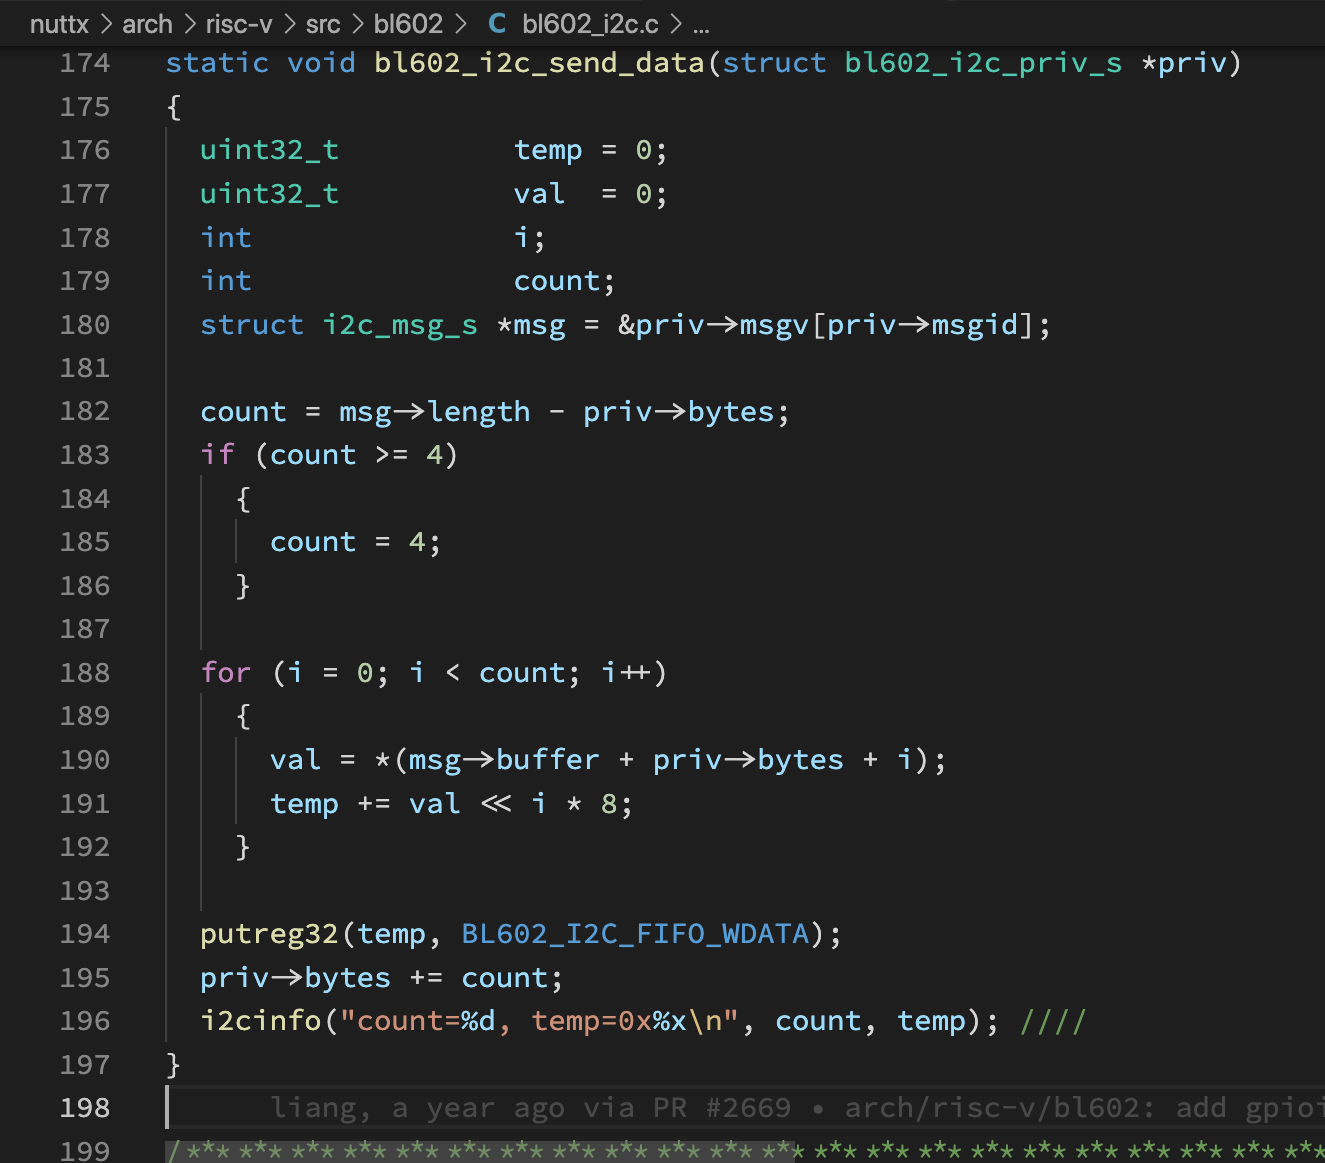 nuttx > arch > risc-v > src > bl602 > C bl602_i2c.c > ...
174 static void bl602_i2c_send_data(struct bl602_i2c_priv_s *priv)
175 {
176   uint32_t          temp = 0;
177   uint32_t          val  = 0;
178   int               i;
179   int               count;
180   struct i2c_msg_s *msg = &priv->msgv[priv->msgid];
181
182   count = msg->length - priv->bytes;
183   if (count >= 4)
184     {
185       count = 4;
186     }
187
188   for (i = 0; i < count; i++)
189     {
190       val = *(msg->buffer + priv->bytes + i);
191       temp += val << i * 8;
192     }
193
194   putreg32(temp, BL602_I2C_FIFO_WDATA);
195   priv->bytes += count;
196   i2cinfo("count=%d, temp=0x%x\n", count, temp); ////
197 }
198       liang, a year ago via PR #2669 • arch/risc-v/bl602: add gpio
199 /******************************************************************